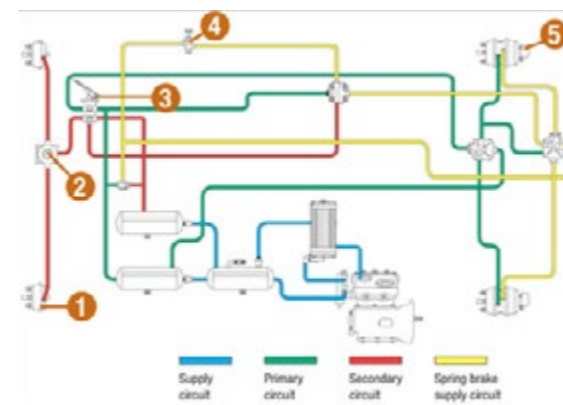 4
5
3
2
1
Supply circuit
Primary circuit
Secondary circuit
Spring brake supply circuit